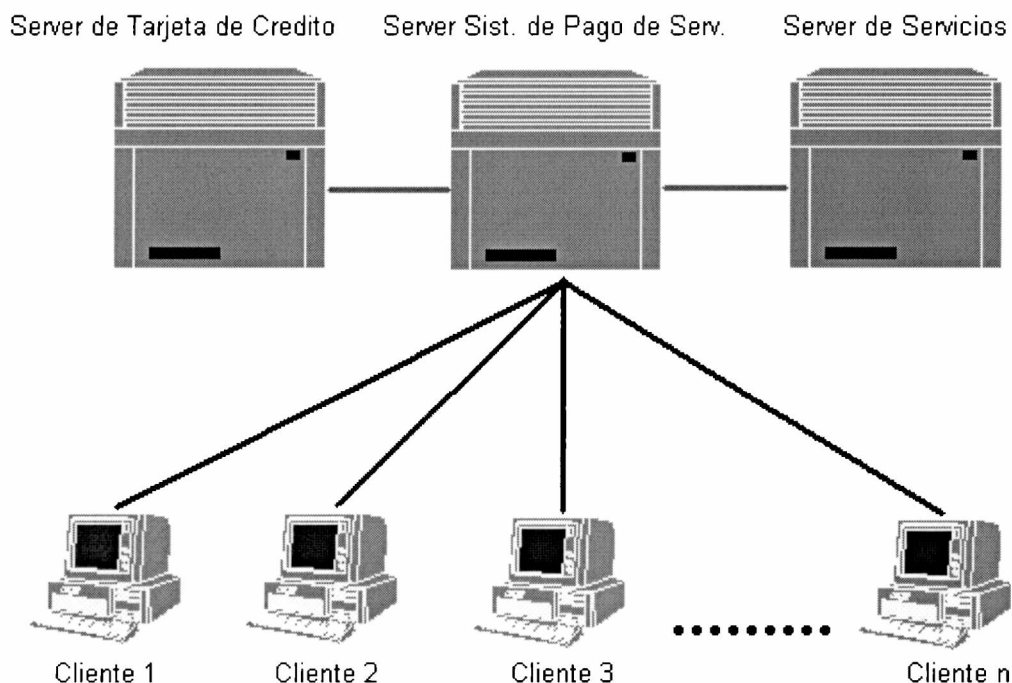 Server de Tarjeta de Credito
Server Sist. de Pago de Serv.
Server de Servicios
Cliente 1
Cliente 2
Cliente 3
Cliente n